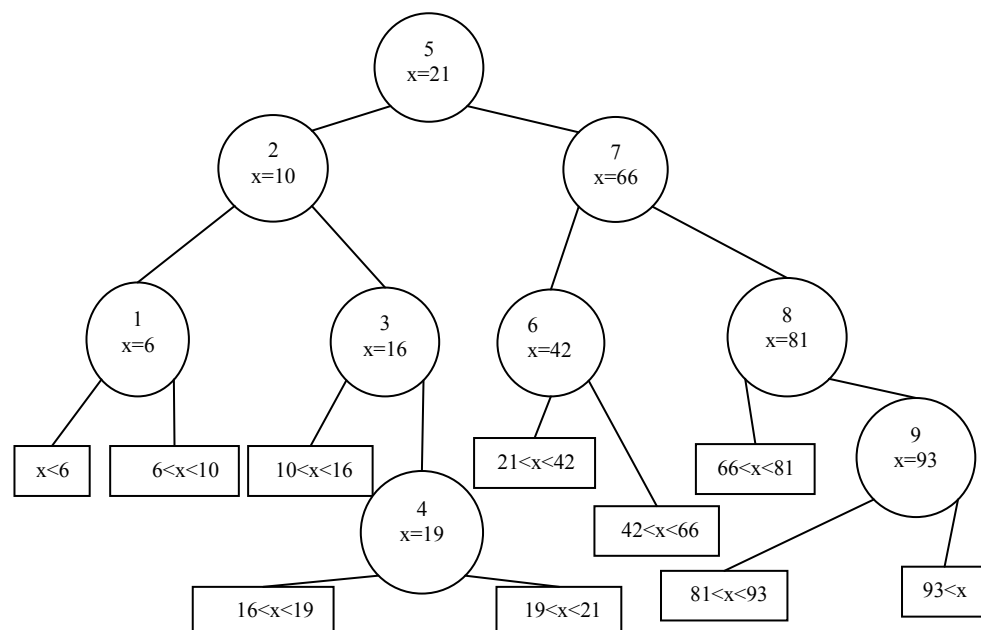 5
x=21
2
x=10
7
x=66
1
x=6
3
x=16
6
x=42
8
x=81
9
x=93
x<6
6<x<10
10<x<16
21<x<42
66<x<81
4
x=19
42<x<66
81<x<93
93<x
16<x<19
19<x<21